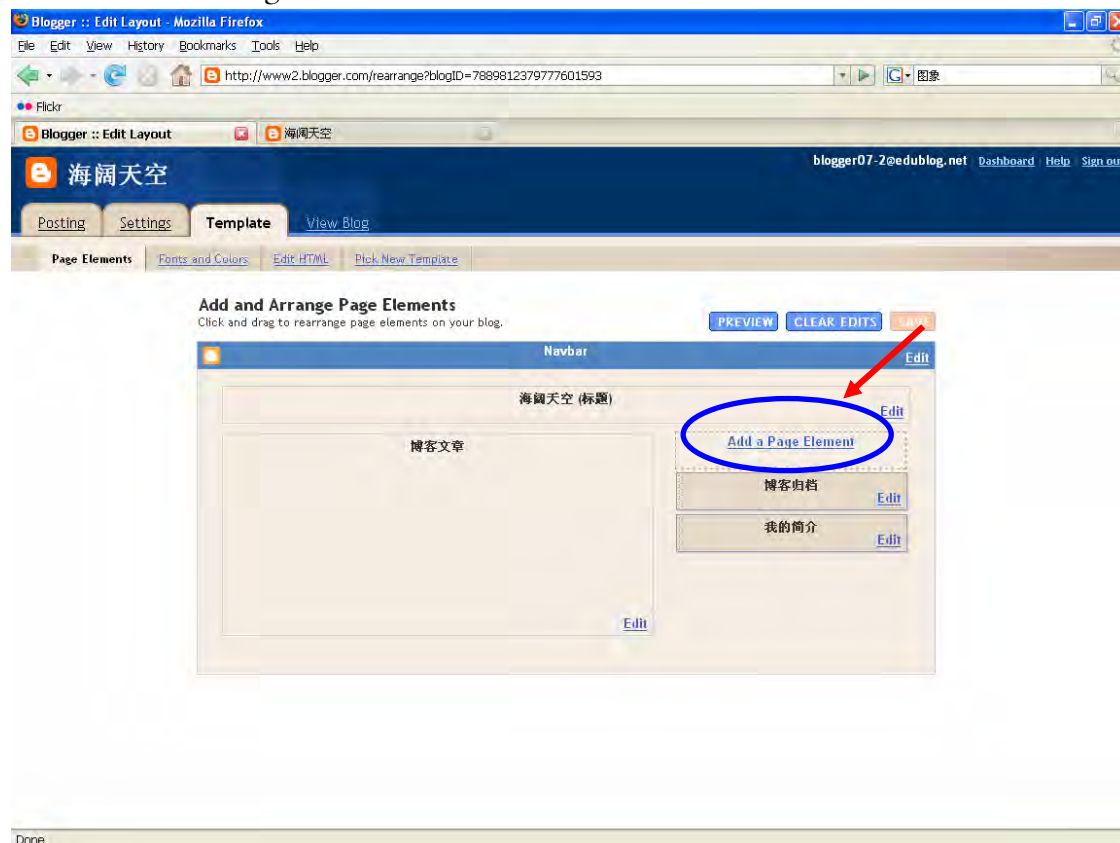 Blogger :: Edit Layout - Mozilla Firefox
File Edit View History Bookmarks Tools Help
http://www2.blogger.com/rearrange?blogID=7889812379777601593
G 图象
Flickr
Blogger :: Edit Layout 海阔天空
海阔天空
blogger07-2@edublog.net Dashboard Help Sign ou
Posting Settings Template View Blog
Page Elements Fonts and Colors Edit HTML Pick New Template
Add and Arrange Page Elements
Click and drag to rearrange page elements on your blog.
PREVIEW CLEAR EDITS SAVE
Navbar
Edit
海阔天空 (标题)
Edit
博客文章
Edit
Add a Page Element
博客归档
Edit
我的简介
Edit
Done